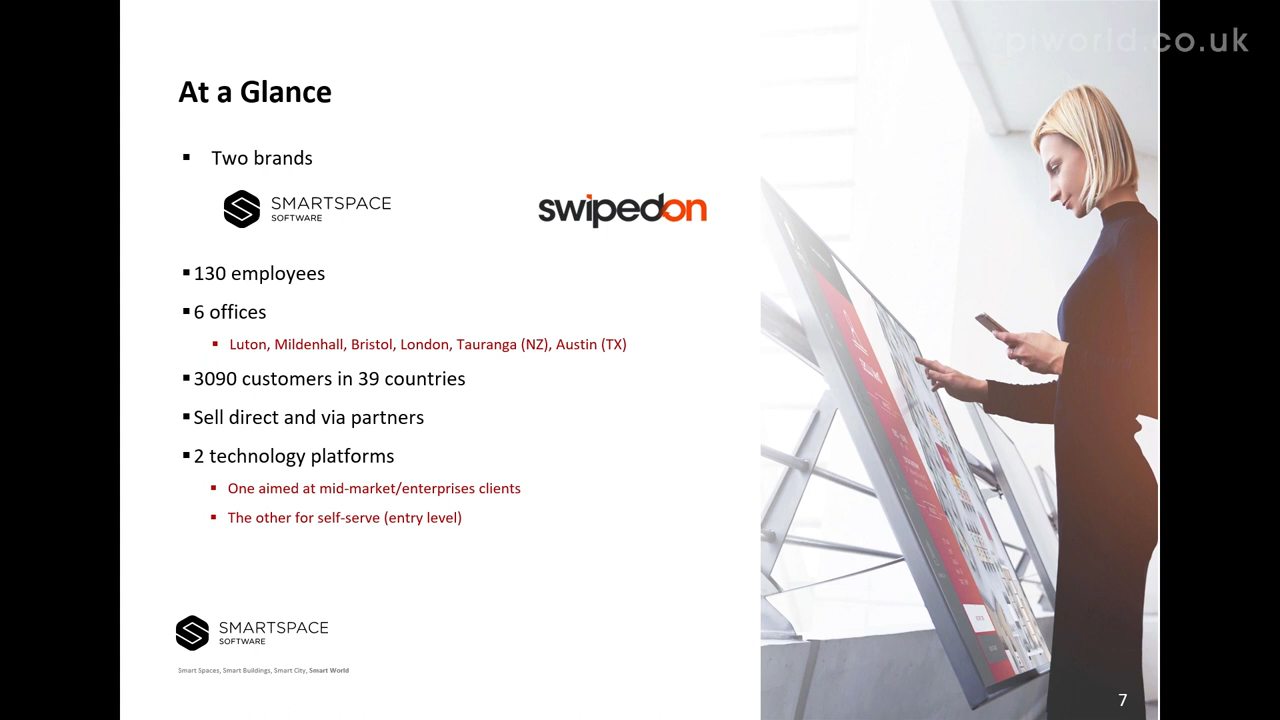 piworld.co.uk
At a Glance
▪ Two brands
SMARTSPACE
SOFTWARE
swipedon
▪ 130 employees
▪ 6 offices
▪ Luton, Mildenhall, Bristol, London, Tauranga (NZ), Austin (TX)
▪ 3090 customers in 39 countries
▪ Sell direct and via partners
▪ 2 technology platforms
▪ One aimed at mid-market/enterprises clients
▪ The other for self-serve (entry level)
SMARTSPACE
SOFTWARE
Smart Spaces, Smart Buildings, Smart City, Smart World
7